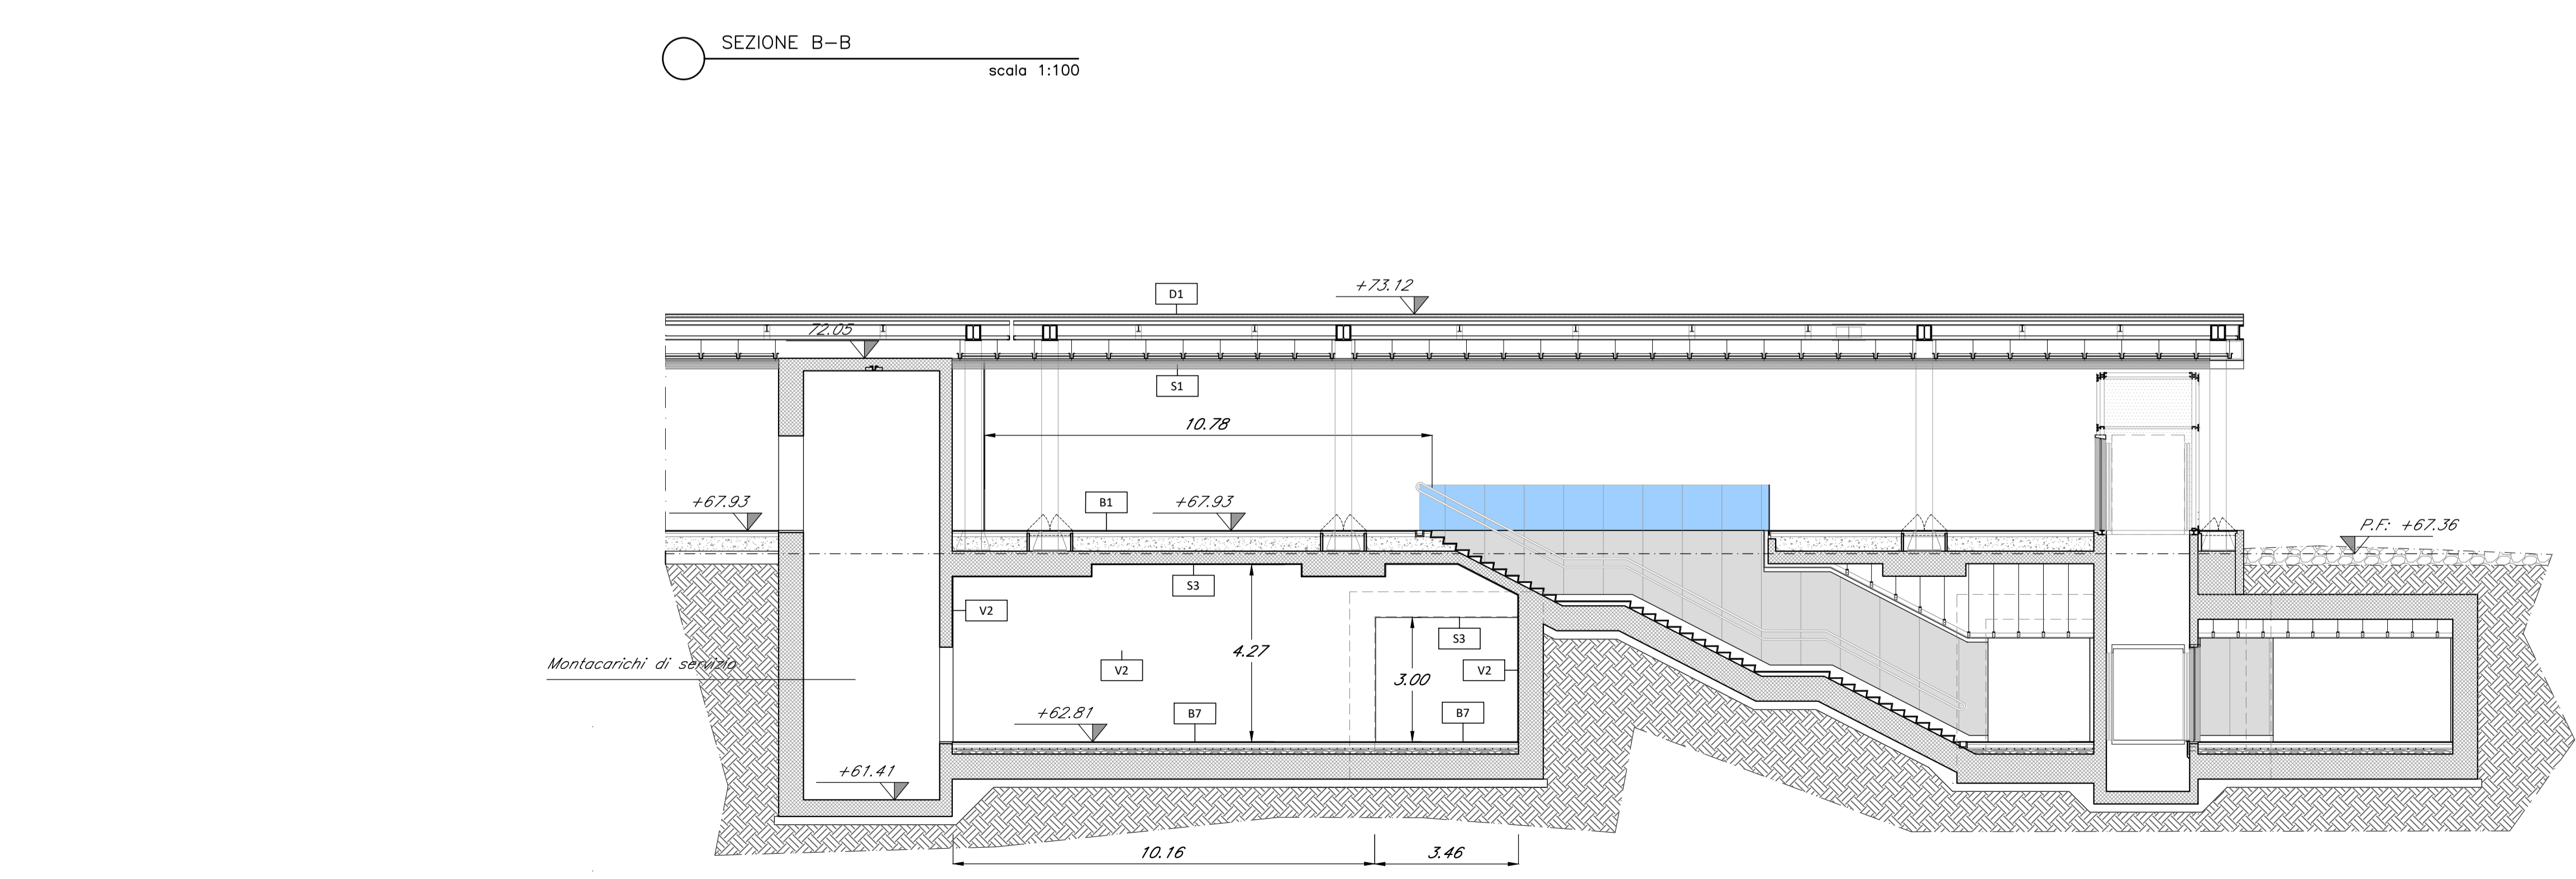 SEZIONE B-B
scala 1:100
D1
+73.12
72.05
S1
10.78
+67.93
B1
+67.93
P.F: +67.36
S3
V2
S3
4.27
Montacarichi di servizio
V2
V2
3.00
+62.81
B7
B7
+61.41
10.16
3.46